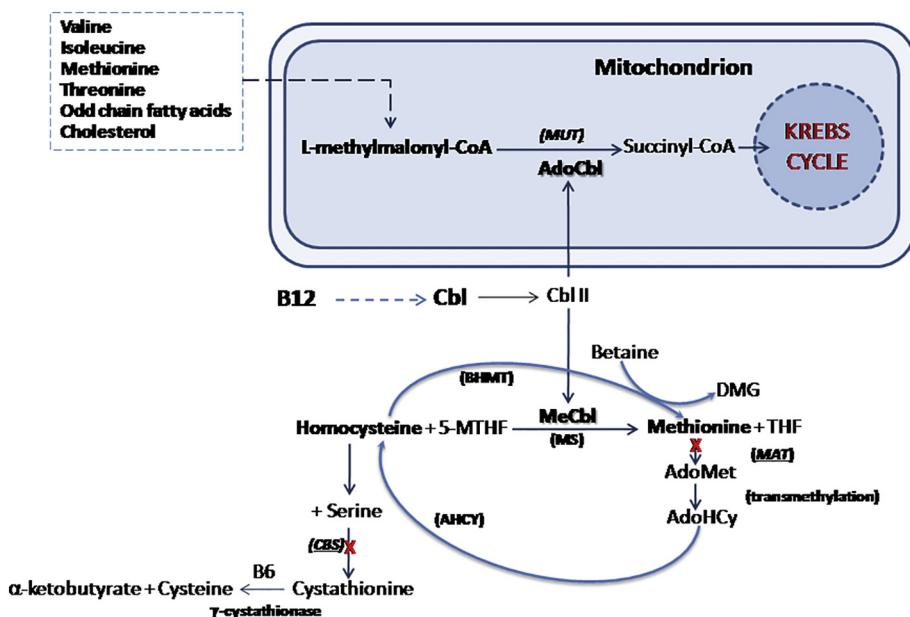 Valine
Isoleucine
Methionine
Threonine
Odd chain fatty acids
Cholesterol
Mitochondrion
L-methylmalonyl-CoA
(MUT)
AdoCbl
Succinyl-CoA
KREBS
CYCLE
B12
Cbl
Cbl II
Betaine
(BHMT)
DMG
Homocysteine + 5-MTHF
MeCbl
(MS)
Methionine + THF
X
(MAT)
AdoMet
(transmethylation)
AdoHCy
(AHCY)
+ Serine
(CBS)
X
α-ketobutyrate + Cysteine
B6
Cystathionine
γ-cystathionase